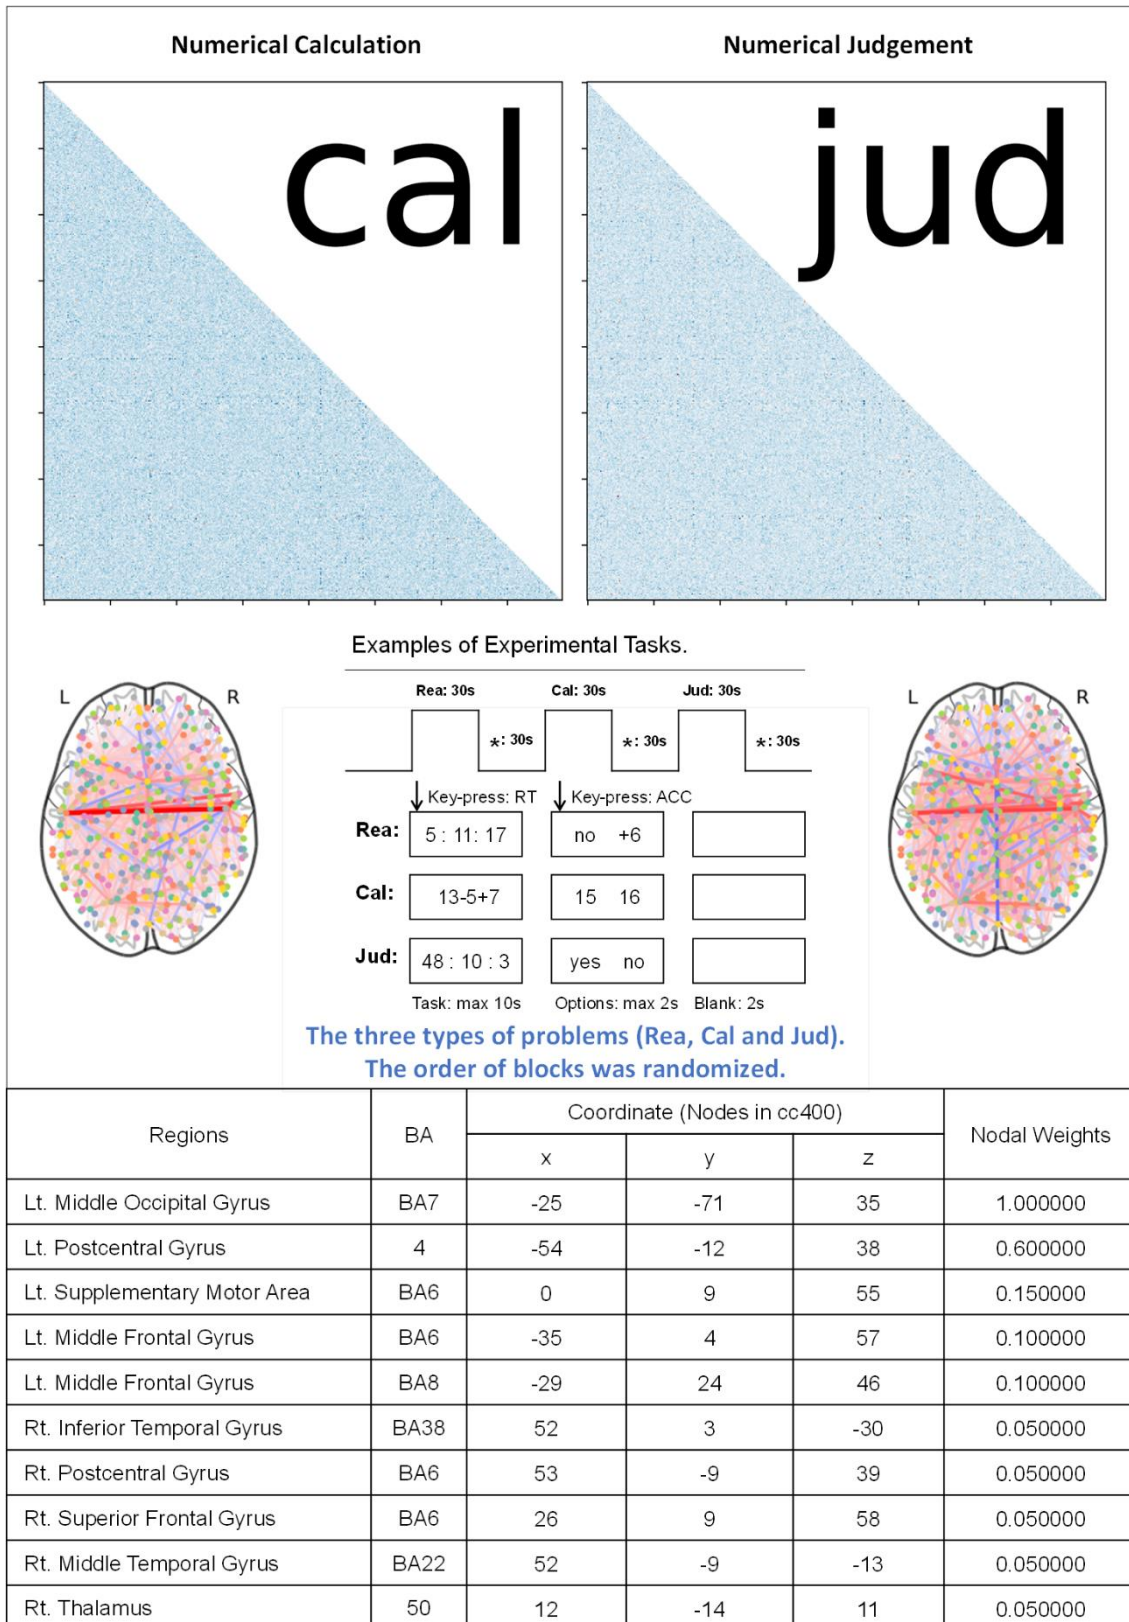 Numerical Calculation Numerical Judgement
cal jud
Examples of Experimental Tasks.
Rea: 30s Cal: 30s Jud: 30s
*: 30s *: 30s *: 30s
L R
L R
Key-press: RT Key-press: ACC
Rea: 5 : 11: 17 no +6
Cal: 13-5+7 15 16
Jud: 48 : 10 : 3 yes no
Task: max 10s Options: max 2s Blank: 2s
The three types of problems (Rea, Cal and Jud).
The order of blocks was randomized.
Regions BA Coordinate (Nodes in cc400) Nodal Weights
x y z
Lt. Middle Occipital Gyrus BA7 -25 -71 35 1.000000
Lt. Postcentral Gyrus 4 -54 -12 38 0.600000
Lt. Supplementary Motor Area BA6 0 9 55 0.150000
Lt. Middle Frontal Gyrus BA6 -35 4 57 0.100000
Lt. Middle Frontal Gyrus BA8 -29 24 46 0.100000
Rt. Inferior Temporal Gyrus BA38 52 3 -30 0.050000
Rt. Postcentral Gyrus BA6 53 -9 39 0.050000
Rt. Superior Frontal Gyrus BA6 26 9 58 0.050000
Rt. Middle Temporal Gyrus BA22 52 -9 -13 0.050000
Rt. Thalamus 50 12 -14 11 0.050000